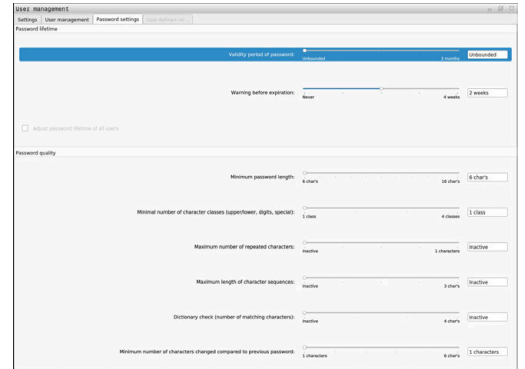 User management
Settings User management Password settings
Password lifetime
Validity period of password: Unbounded 3 months Unbounded
Warning before expiration: Never 4 weeks 2 weeks
Adjust password lifetime of all users
Password quality
Minimum password length: 6 char's 16 char's 6 char's
Minimal number of character classes (upper/lower, digits, special): 1 class 4 classes 1 class
Maximum number of repeated characters: Inactive 1 characters Inactive
Maximum length of character sequences: Inactive 3 char's Inactive
Dictionary check (number of matching characters): Inactive 4 char's Inactive
Minimum number of characters changed compared to previous password: 1 characters 6 char's 1 characters